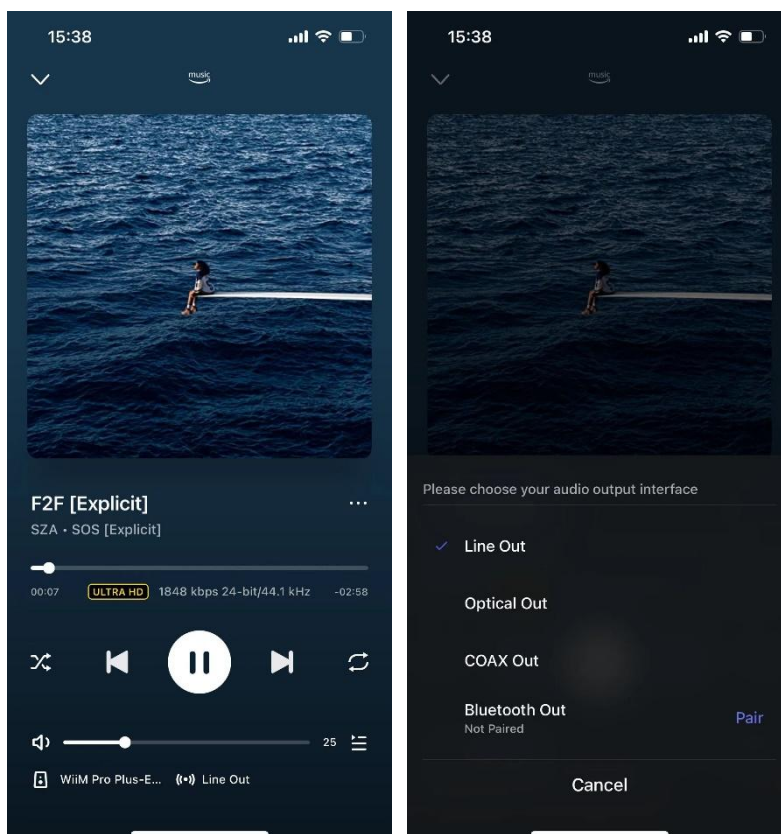 15:38
music
F2F [Explicit]
SZA • SOS [Explicit]
00:07 ULTRA HD 1848 kbps 24-bit/44.1 kHz -02:58
25
WiiM Pro Plus-E... Line Out
15:38
music
Please choose your audio output interface
Line Out
Optical Out
COAX Out
Bluetooth Out
Not Paired
Pair
Cancel